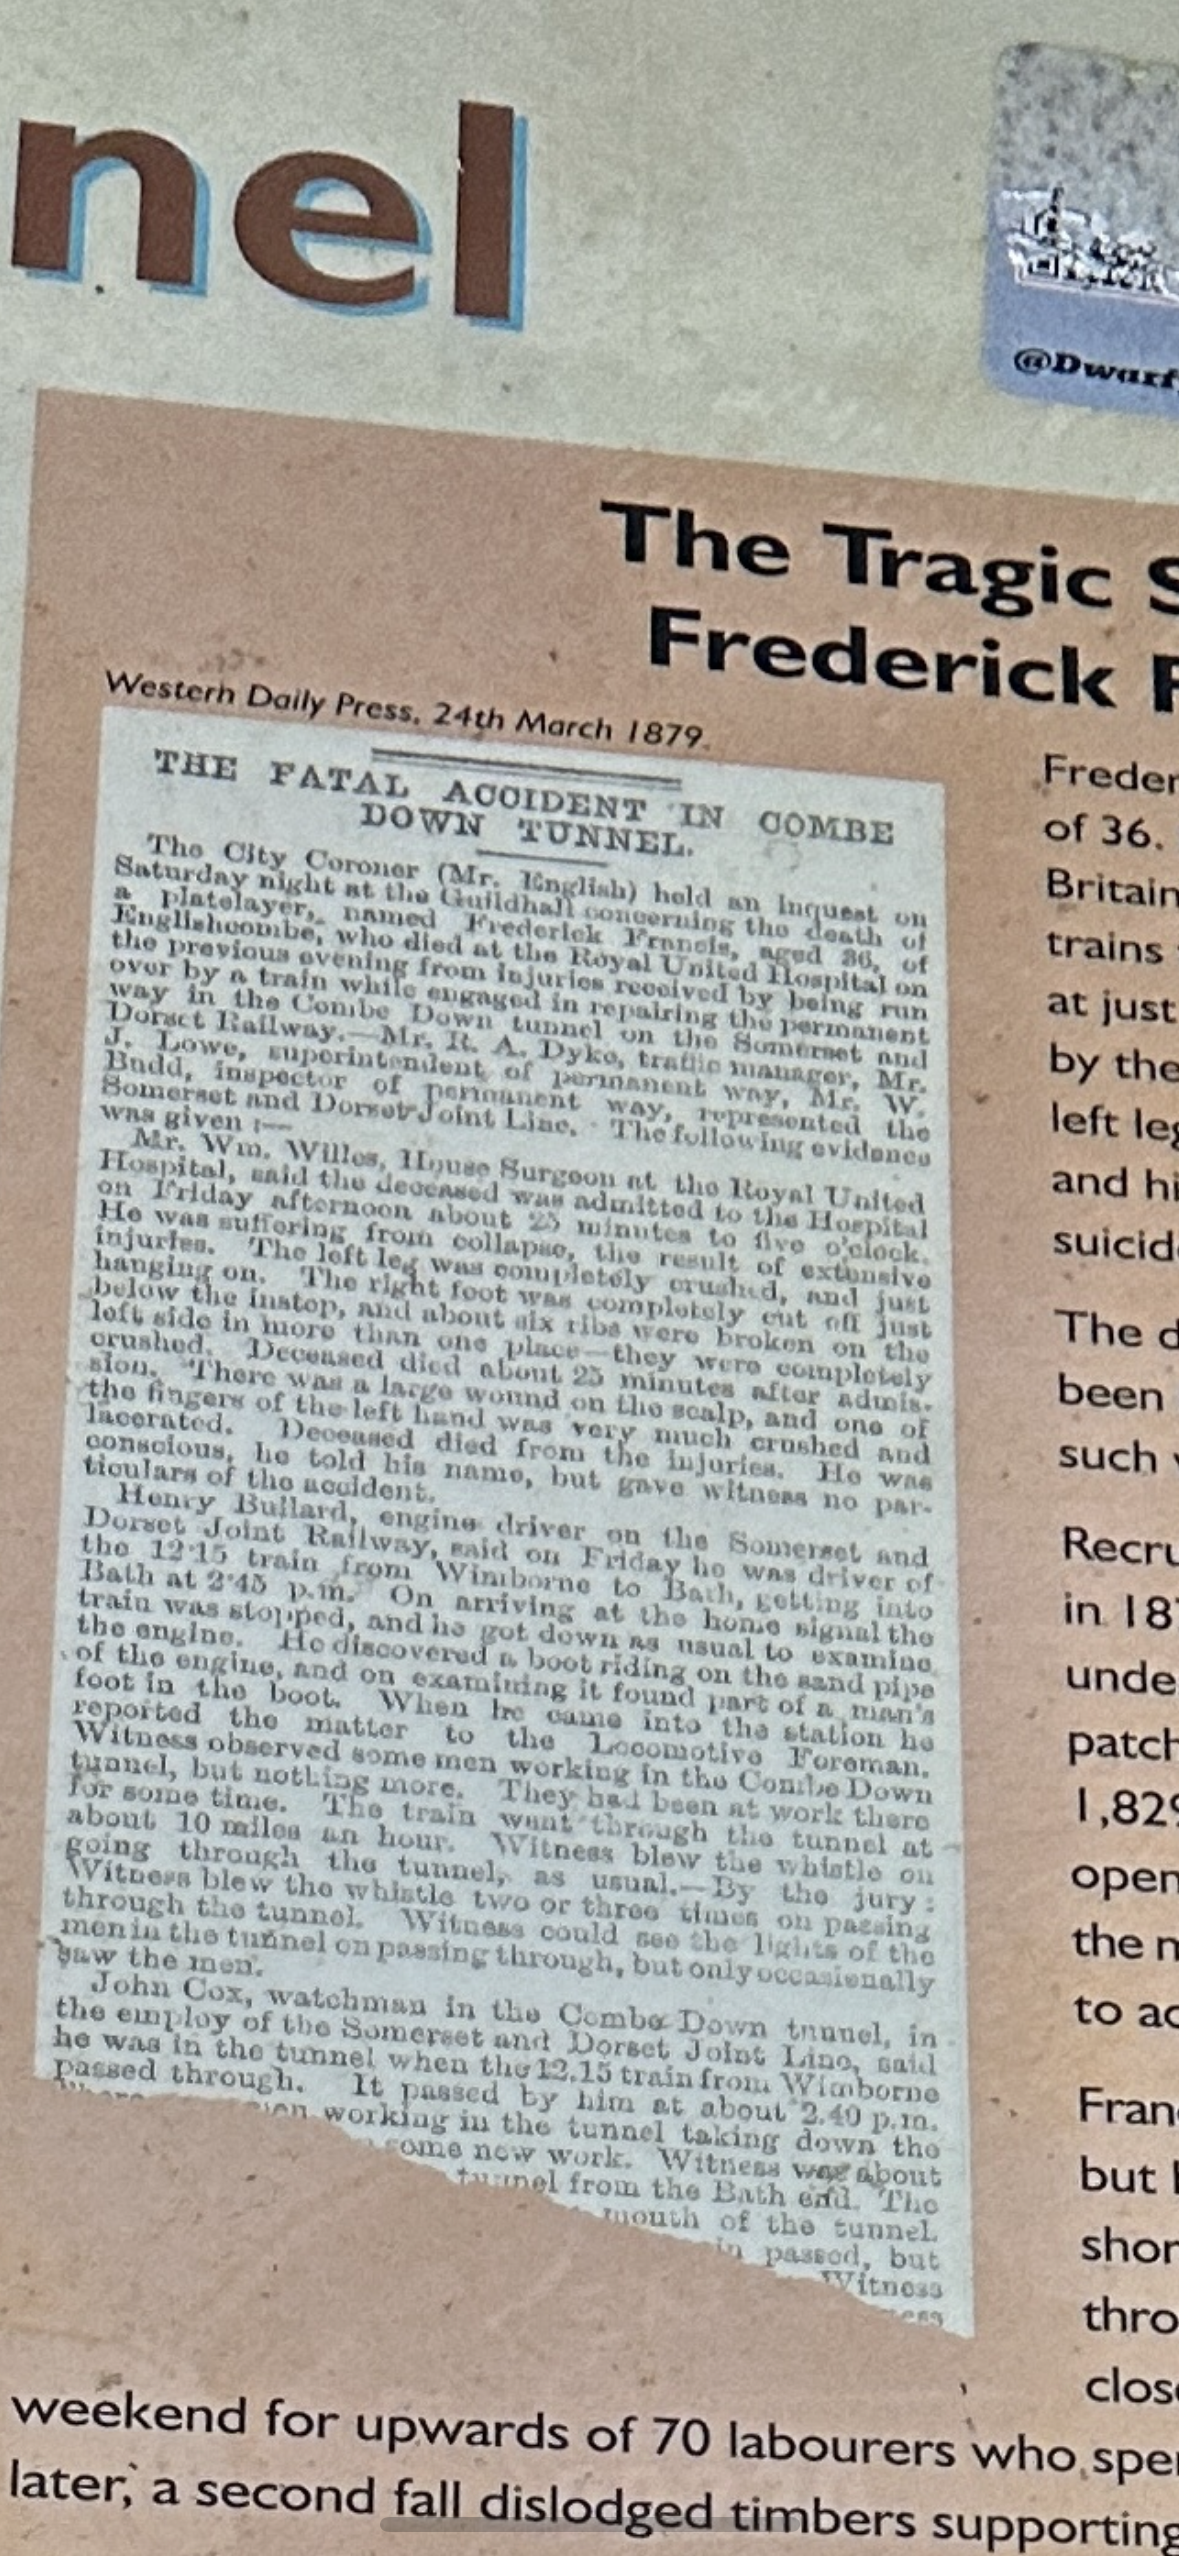 nel
@Dwarf
The Tragic S
Frederick F
Western Daily Press, 24th March 1879.
THE FATAL ACCIDENT IN COMBE
DOWN TUNNEL.
The City Coroner (Mr. English) held an inquest on
Saturday night at the Guildhall concerning the death of
a platelayer, named Frederick Francis, aged 36, of
Englishcombe, who died at the Royal United Hospital on
the previous evening from injuries received by being run
over by a train while engaged in repairing the permanent
way in the Combe Down tunnel on the Somerset and
Dorset Railway.—Mr. R. A. Dyke, traffic manager, Mr.
J. Lowe, superintendent of permanent way, Mr. W.
Budd, inspector of permanent way, represented the
Somerset and Dorset Joint Line. The following evidence
was given :—
Mr. Wm. Willes, House Surgeon at the Royal United
Hospital, said the deceased was admitted to the Hospital
on Friday afternoon about 25 minutes to five o'clock.
He was suffering from collapse, the result of extensive
injuries. The left leg was completely crushed, and just
hanging on. The right foot was completely cut off just
below the instep, and about six ribs were broken on the
left side in more than one place—they were completely
crushed. Deceased died about 25 minutes after admis-
sion. There was a large wound on the scalp, and one of
the fingers of the left hand was very much crushed and
lacerated. Deceased died from the injuries. He was
conscious, he told his name, but gave witness no par-
ticulars of the accident.
Henry Bullard, engine driver on the Somerset and
Dorset Joint Railway, said on Friday he was driver of
the 12·15 train from Wimborne to Bath, getting into
Bath at 2·45 p.m. On arriving at the home signal the
train was stopped, and he got down as usual to examine
the engine. He discovered a boot riding on the sand pipe
of the engine, and on examining it found part of a man's
foot in the boot. When he came into the station he
reported the matter to the Locomotive Foreman.
Witness observed some men working in the Combe Down
tunnel, but nothing more. They had been at work there
for some time. The train went through the tunnel at
about 10 miles an hour. Witness blew the whistle on
going through the tunnel, as usual.—By the jury :
Witness blew the whistle two or three times on passing
through the tunnel. Witness could see the lights of the
men in the tunnel on passing through, but only occasionally
saw the men.
John Cox, watchman in the Combe Down tunnel, in
the employ of the Somerset and Dorset Joint Line, said
he was in the tunnel when the 12.15 train from Wimborne
passed through. It passed by him at about 2.40 p.m.
working in the tunnel taking down the
some new work. Witness was about
tunnel from the Bath end. The
mouth of the tunnel.
passed, but
Witness
Freder
of 36.
Britain
trains
at just
by the
left leg
and hi
suicid
The d
been
such
Recru
in 187
unde
patch
1,829
open
the m
to ac
Fran
but
shor
thro
clos
weekend for upwards of 70 labourers who spe
later, a second fall dislodged timbers supporting